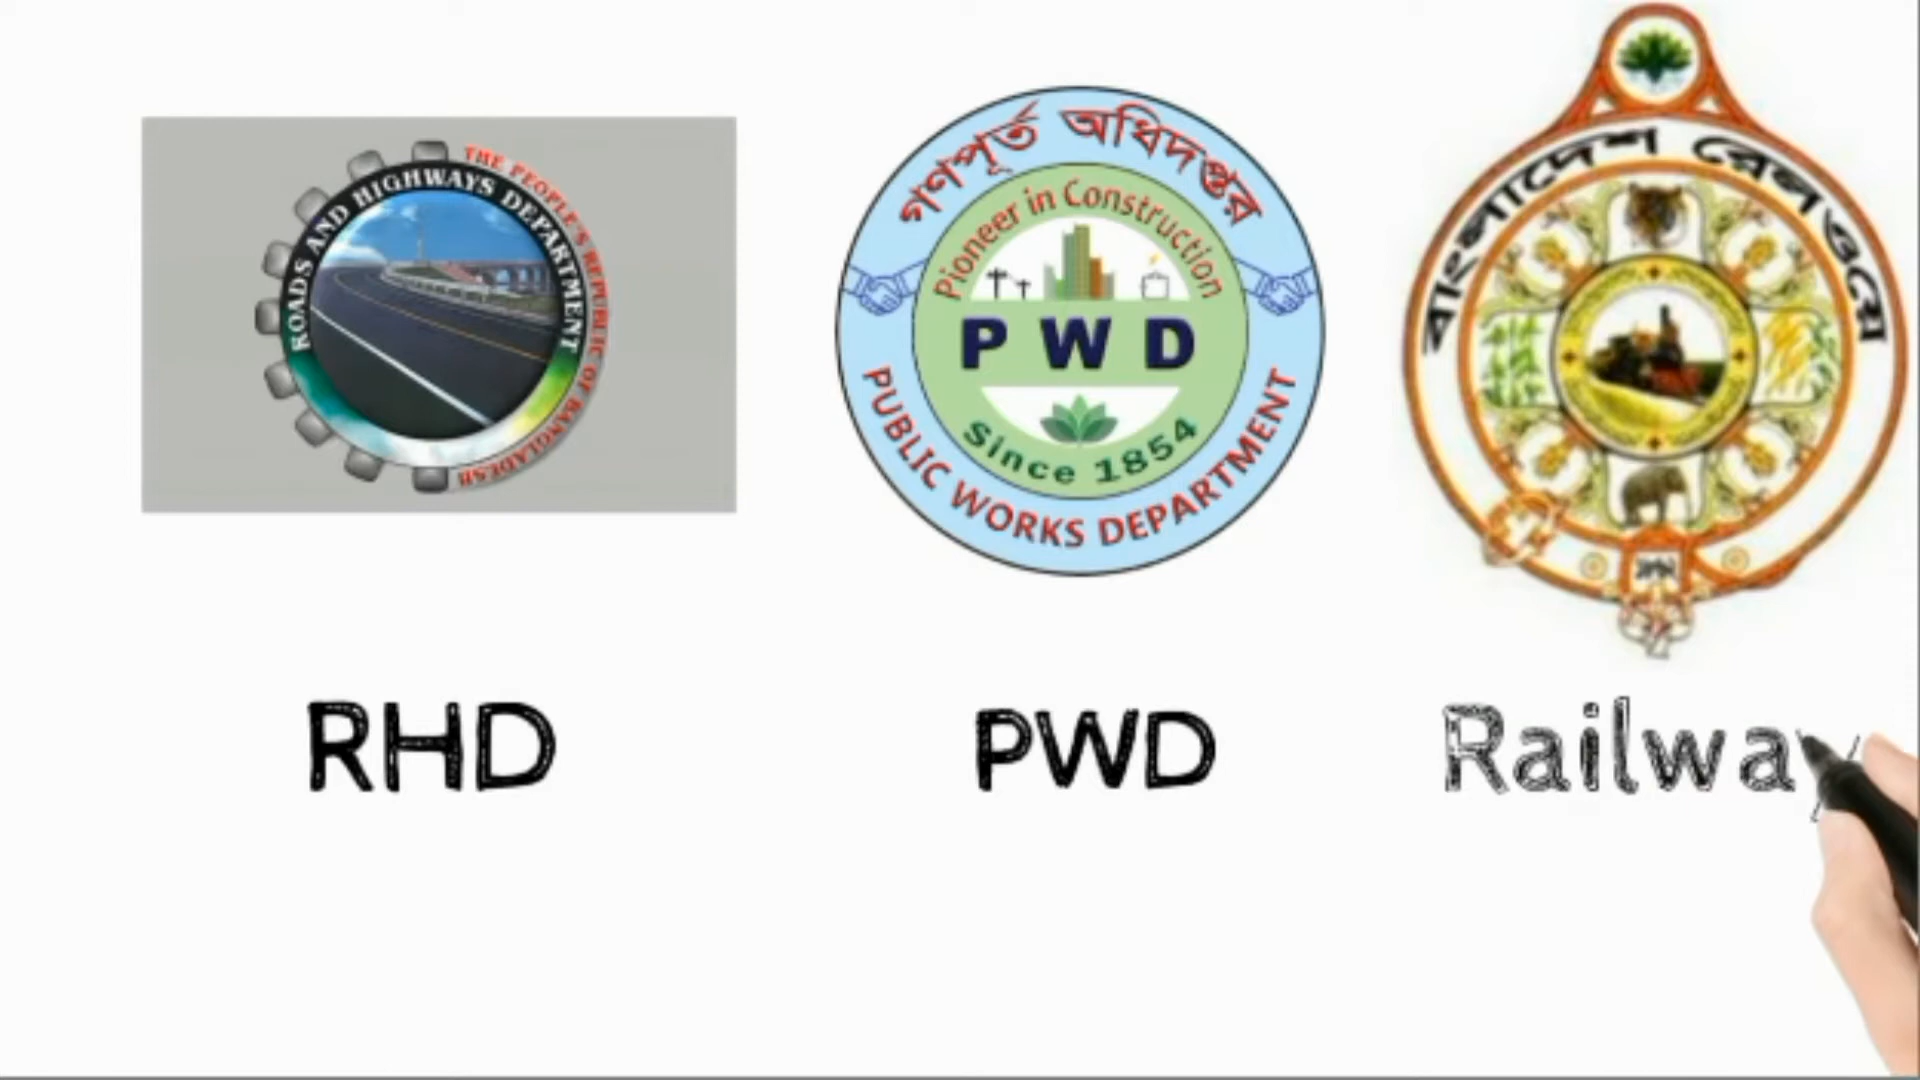 THE PEOPLE'S REPUBLIC OF BANGLADESH
ROADS AND HIGHWAYS DEPARTMENT
RHD
গণপূর্ত অধিদপ্তর
Pioneer in Construction
P W D
Since 1854
PUBLIC WORKS DEPARTMENT
PWD
বাংলাদেশ রেলওয়ে
Railway